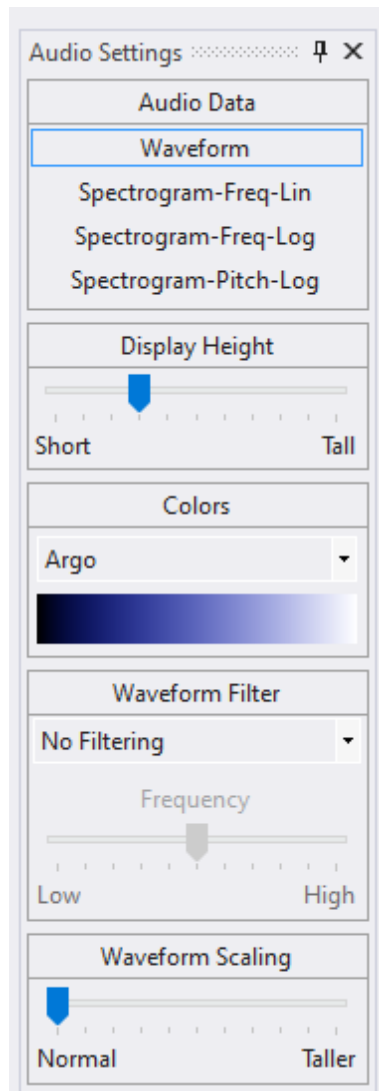 Audio Settings
Audio Data
Waveform
Spectrogram-Freq-Lin
Spectrogram-Freq-Log
Spectrogram-Pitch-Log
Display Height
Short Tall
Colors
Argo
Waveform Filter
No Filtering
Frequency
Low High
Waveform Scaling
Normal Taller